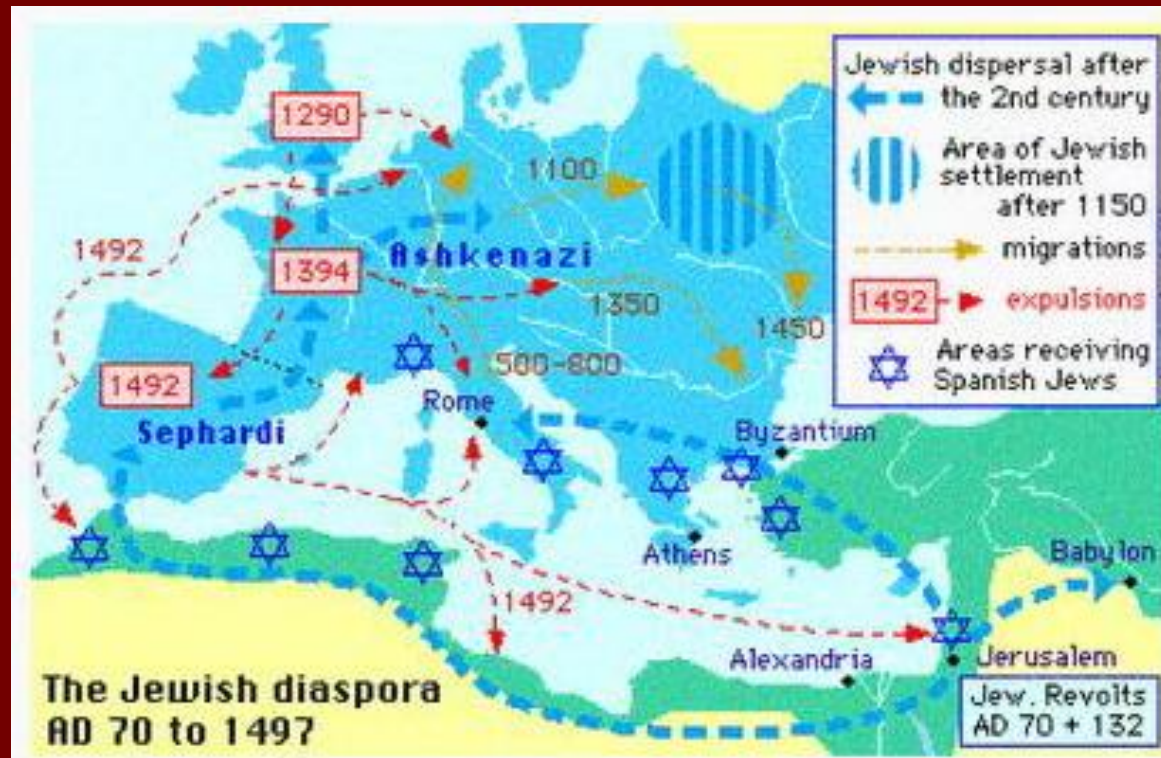 Jewish dispersal after
the 2nd century
Area of Jewish
settlement
after 1150
migrations
1492
expulsions
Areas receiving
Spanish Jews
1290
1100
1492
Ashkenazi
1394
1350
1450
500-800
1492
Rome
Sephardi
Byzantium
Athens
Babylon
1492
Alexandria
Jerusalem
The Jewish diaspora
AD 70 to 1497
Jew. Revolts
AD 70 + 132